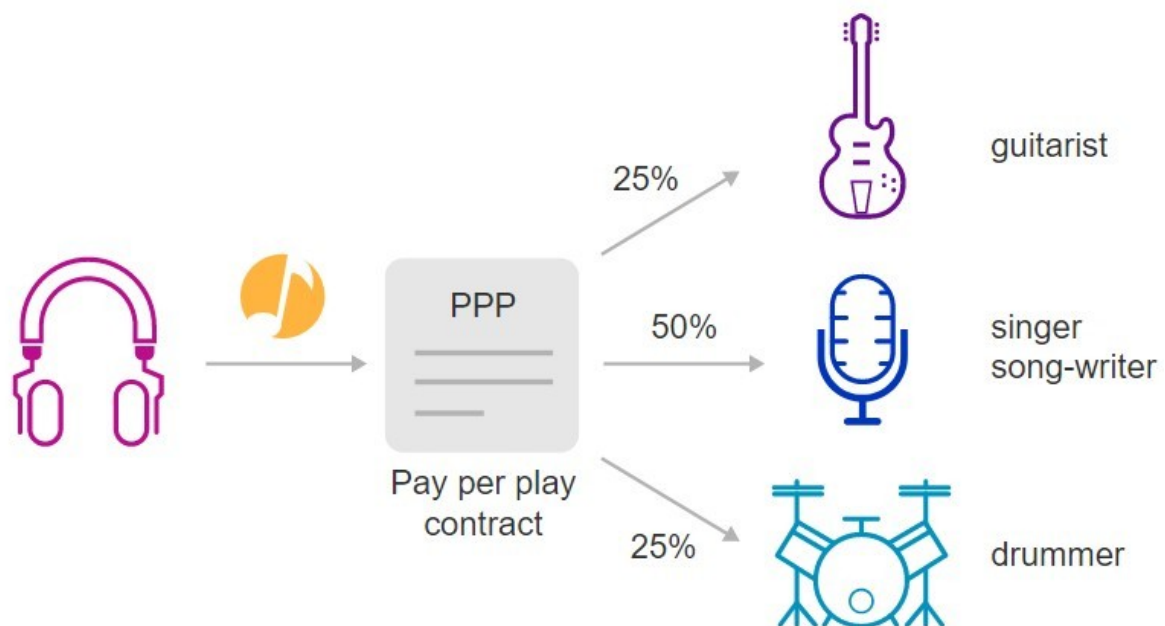 25%
guitarist
PPP
50%
singer
song-writer
Pay per play
contract
25%
drummer